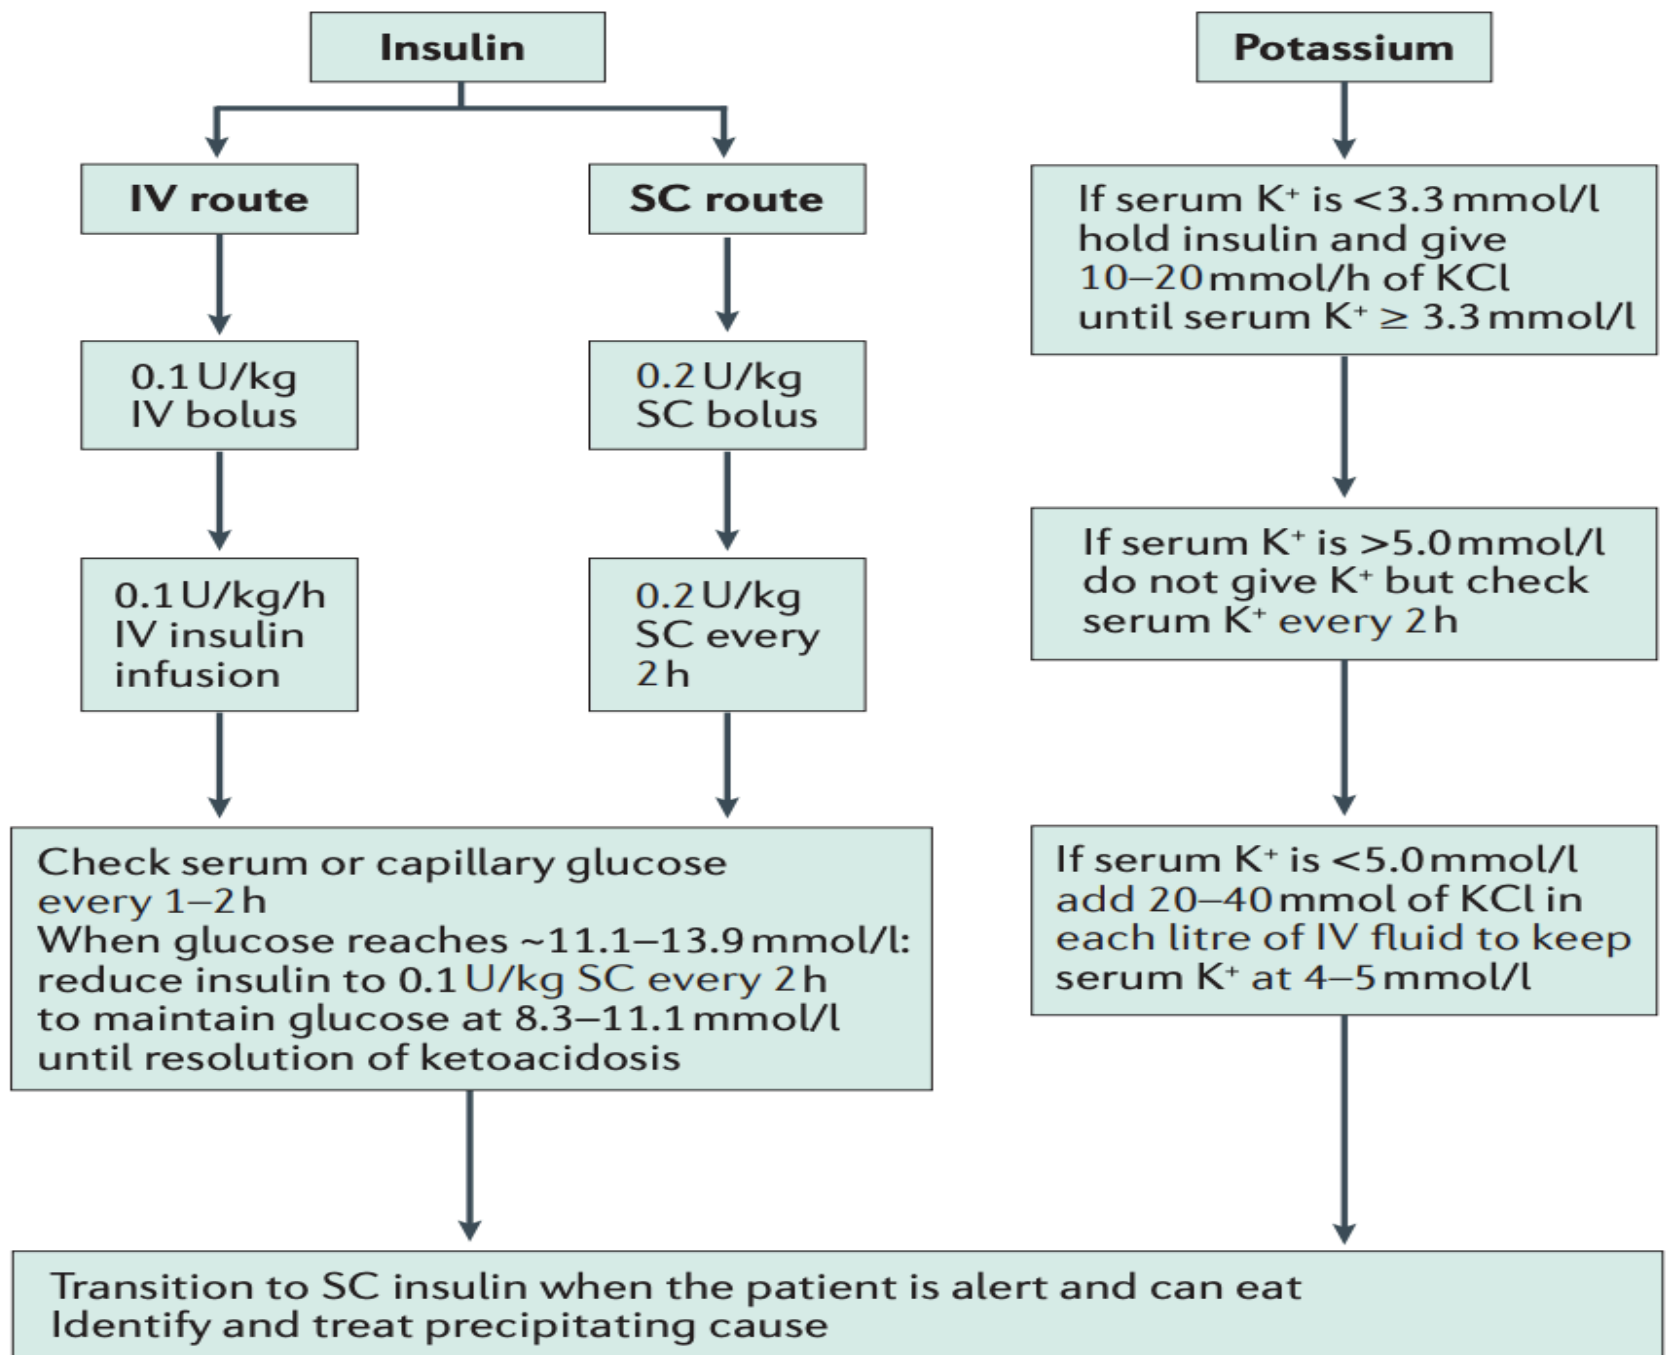 Insulin
IV route
0.1 U/kg
IV bolus
0.1 U/kg/h
IV insulin
infusion
SC route
0.2 U/kg
SC bolus
0.2 U/kg
SC every
2 h
Check serum or capillary glucose
every 1–2 h
When glucose reaches ~11.1–13.9 mmol/l:
reduce insulin to 0.1 U/kg SC every 2 h
to maintain glucose at 8.3–11.1 mmol/l
until resolution of ketoacidosis
Potassium
If serum K⁺ is <3.3 mmol/l
hold insulin and give
10–20 mmol/h of KCl
until serum K⁺ ≥ 3.3 mmol/l
If serum K⁺ is >5.0 mmol/l
do not give K⁺ but check
serum K⁺ every 2 h
If serum K⁺ is <5.0 mmol/l
add 20–40 mmol of KCl in
each litre of IV fluid to keep
serum K⁺ at 4–5 mmol/l
Transition to SC insulin when the patient is alert and can eat
Identify and treat precipitating cause